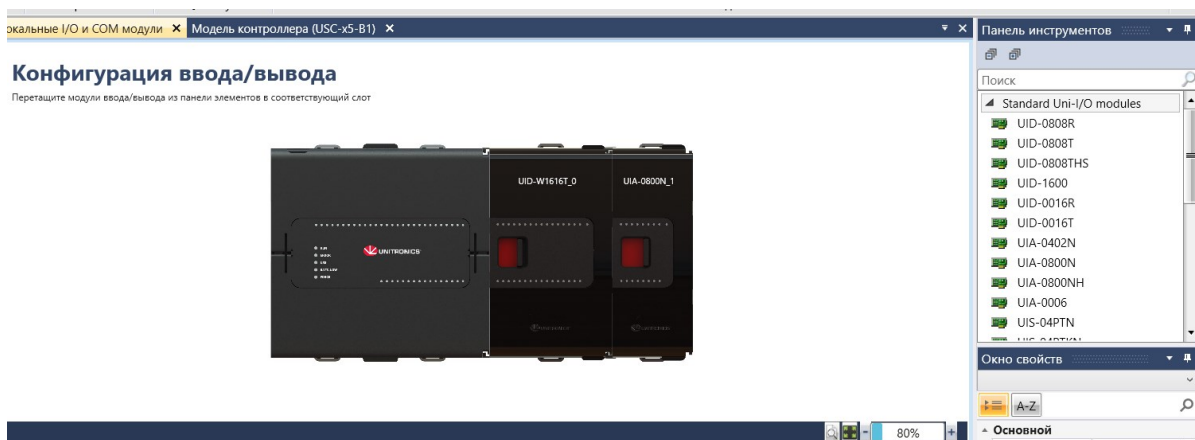 окальные I/O и COM модули
Модель контроллера (USC-x5-B1)
Конфигурация ввода/вывода
Перетащите модули ввода/вывода из панели элементов в соответствующий слот
UID-W1616T_0
UIA-0800N_1
UNITRONICS
80%
Панель инструментов
Поиск
Standard Uni-I/O modules
UID-0808R
UID-0808T
UID-0808THS
UID-1600
UID-0016R
UID-0016T
UIA-0402N
UIA-0800N
UIA-0800NH
UIA-0006
UIS-04PTN
Окно свойств
A-Z
Основной